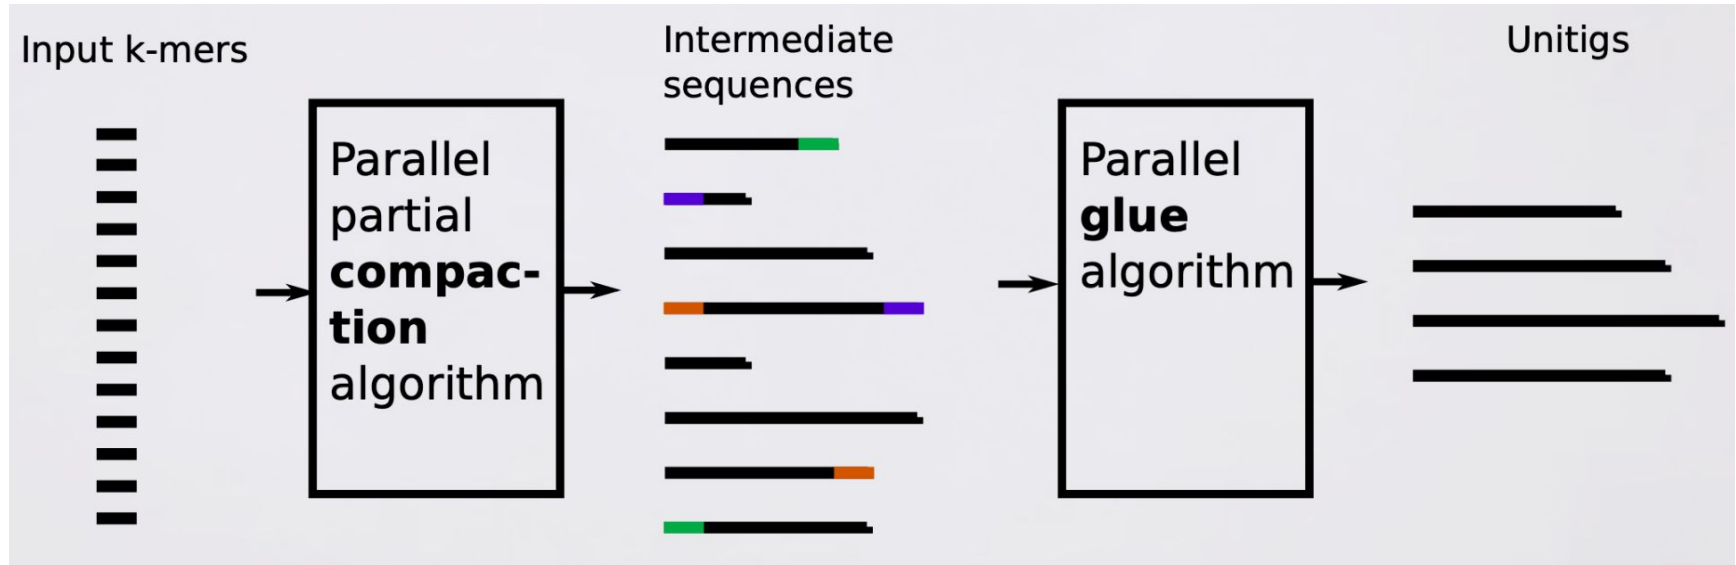 Input k-mers
Parallel
partial
compac-
tion
algorithm
Intermediate
sequences
Parallel
glue
algorithm
Unitigs